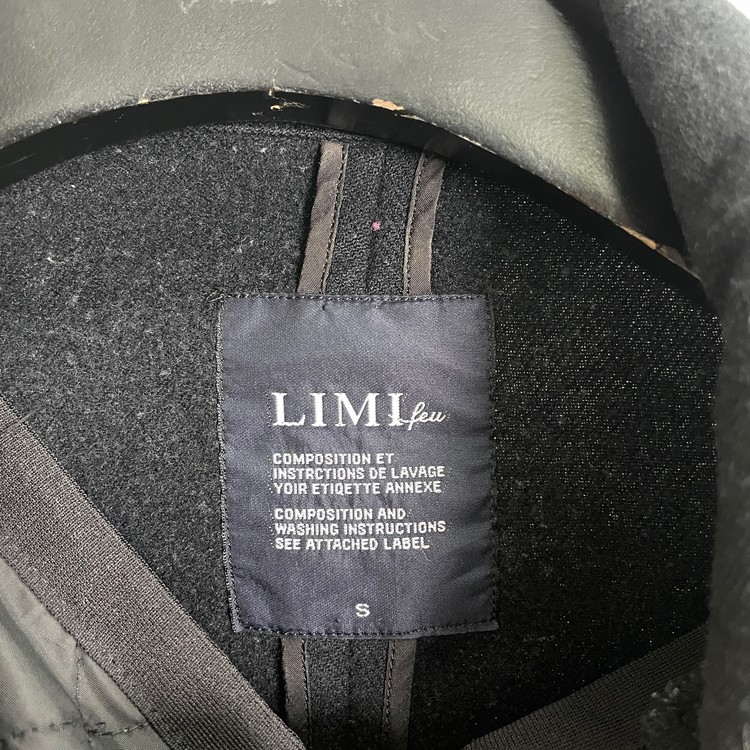 LIMI feu
COMPOSITION ET
INSTRCTIONS DE LAVAGE
YOIR ETIQETTE ANNEXE
COMPOSITION AND
WASHING INSTRUCTIONS
SEE ATTACHED LABEL
S